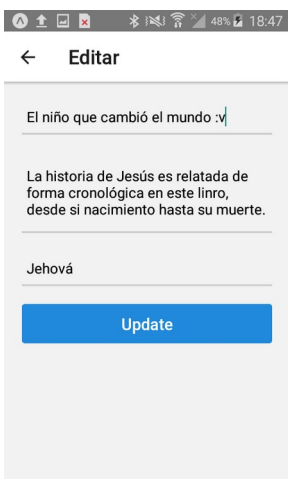 48% 18:47
Editar
El niño que cambió el mundo :v
La historia de Jesús es relatada de
forma cronológica en este linro,
desde si nacimiento hasta su muerte.
Jehová
Update